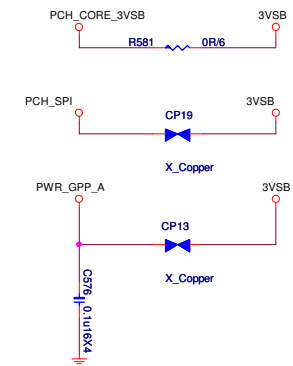 PCH_CORE_3VSB
3VSB
R581
0R/6
PCH_SPI
3VSB
CP19
X_Copper
PWR_GPP_A
3VSB
CP13
X_Copper
C576
0.1u16X4